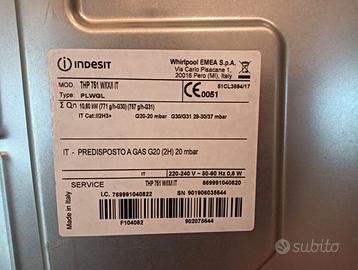 indesit
Whirlpool EMEA S.p.A.
Via Carlo Pisacane 1,
20016 Pero (MI), Italy
MOD. THP 761 W/IX/I IT
TYPE: PLWGL
CE 0051
51CL3894/17
Σ Qn 10,60 kW (771 g/h-G30) (757 g/h-G31)
IT Cat:II2H3+ G20-20 mbar G30/G31 28-30/37 mbar
IT - PREDISPOSTO A GAS G20 (2H) 20 mbar
IT 220-240 V ~ 50-60 Hz 0,6 W
SERVICE THP 761 W/IX/I IT 869991040820
I.C. 769991040822 SN: 901906035644
Made in Italy
F104082 902075644
subito